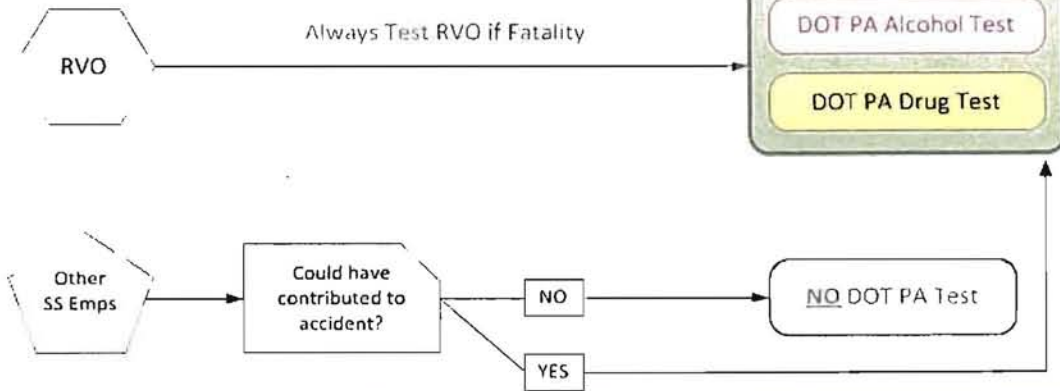 Always Test RVO if Fatality
RVO
DOT PA Alcohol Test
DOT PA Drug Test
Other
SS Emps
Could have
contributed to
accident?
NO
NO DOT PA Test
YES